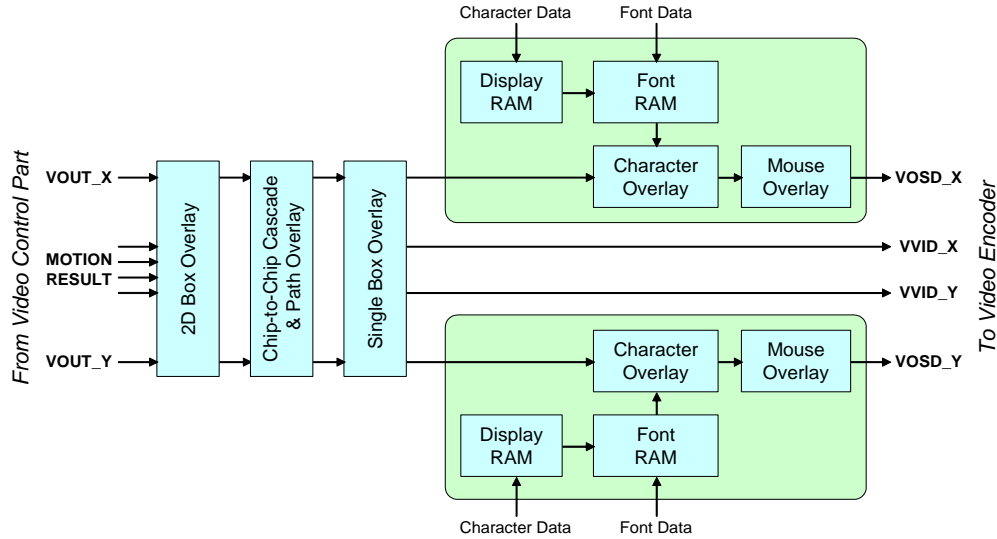 Character Data
Font Data
Display
RAM
Font
RAM
From Video Control Part
VOUT_X
MOTION
RESULT
VOUT_Y
2D Box Overlay
Chip-to-Chip Cascade
& Path Overlay
Single Box Overlay
Character
Overlay
Mouse
Overlay
VOSD_X
VVID_X
VVID_Y
To Video Encoder
Character
Overlay
Mouse
Overlay
VOSD_Y
Display
RAM
Font
RAM
Character Data
Font Data